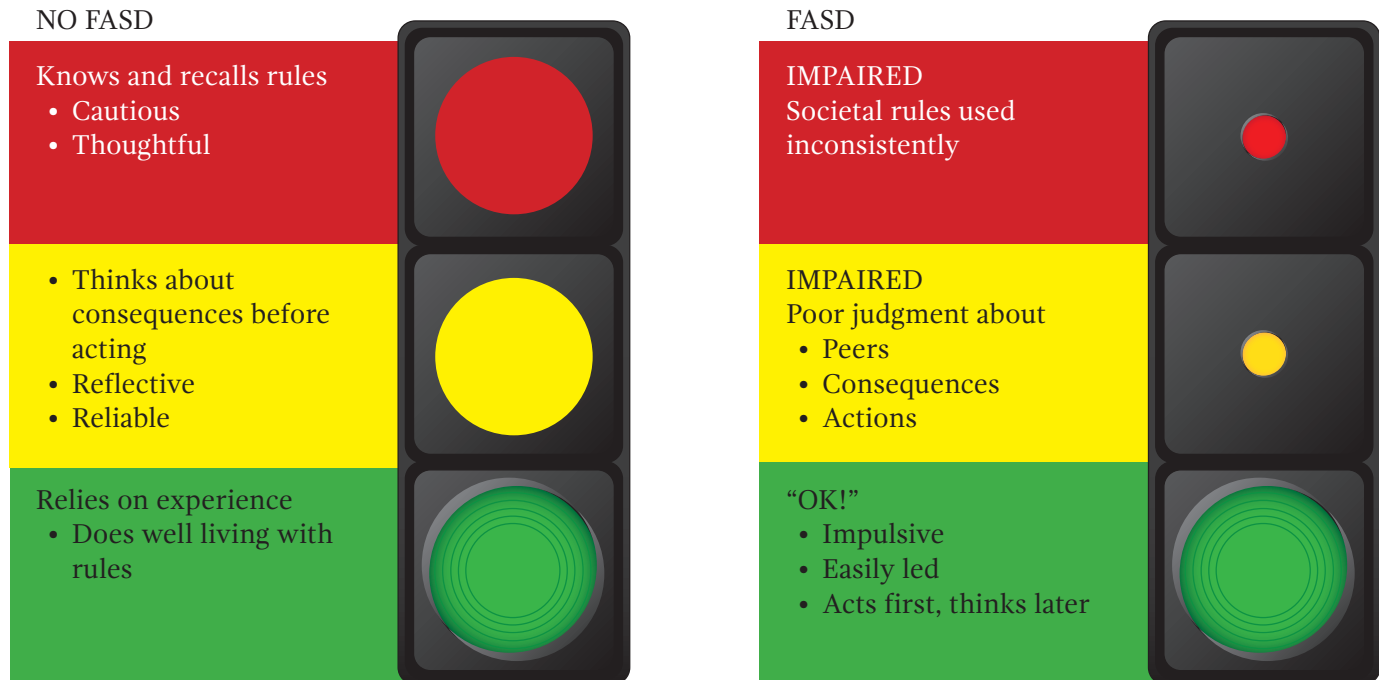 NO FASD
Knows and recalls rules
• Cautious
• Thoughtful
• Thinks about
consequences before
acting
• Reflective
• Reliable
Relies on experience
• Does well living with
rules
FASD
IMPAIRED
Societal rules used
inconsistently
IMPAIRED
Poor judgment about
• Peers
• Consequences
• Actions
“OK!”
• Impulsive
• Easily led
• Acts first, thinks later